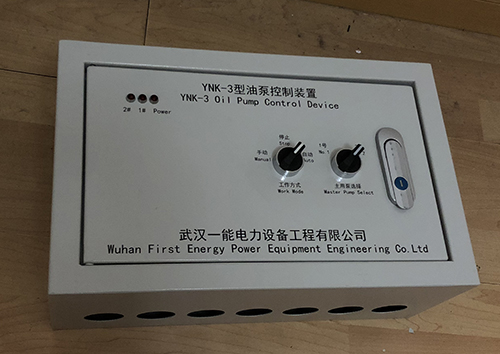 YNK-3型油泵控制装置
YNK-3 Oil Pump Control Device
2# 1# Power
停止
Stop
手动
Manual
自动
Auto
工作方式
Work Mode
1号
No.1
主用泵选择
Master Pump Select
武汉一能电力设备工程有限公司
Wuhan First Energy Power Equipment Engineering Co.Ltd